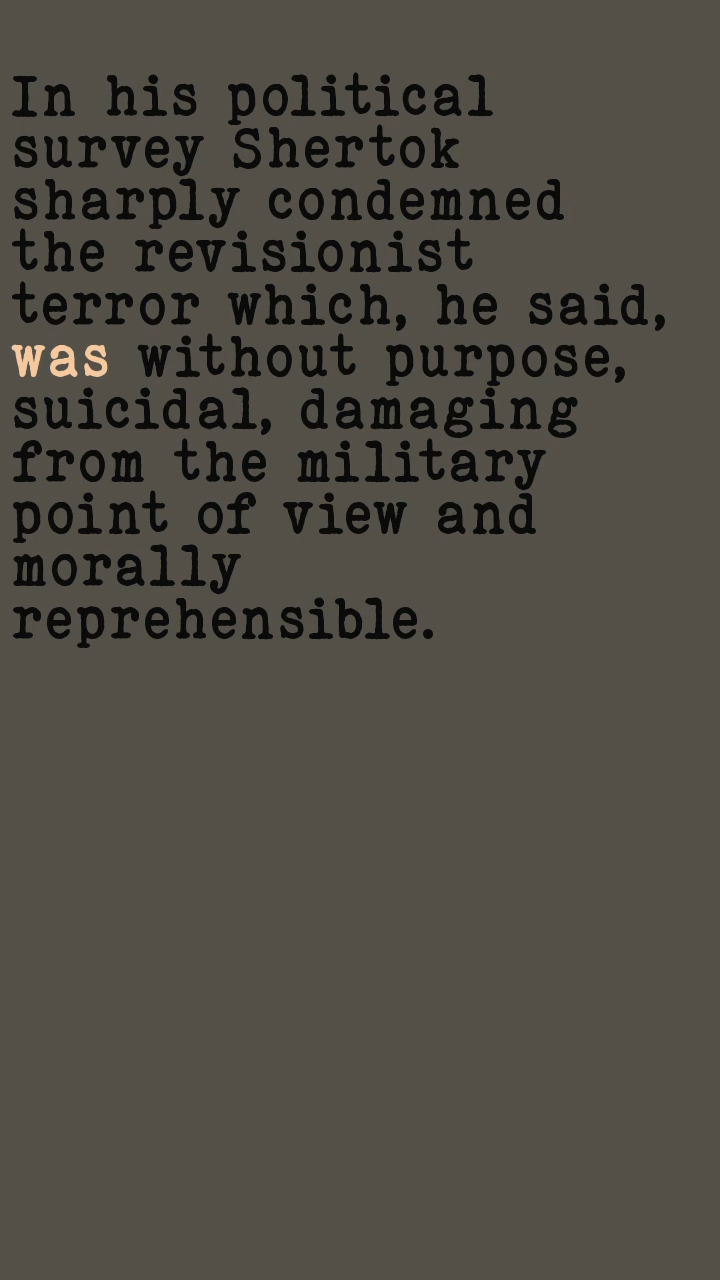 In his political
survey Shertok
sharply condemned
the revisionist
terror which, he said,
was without purpose,
suicidal, damaging
from the military
point of view and
morally
reprehensible.